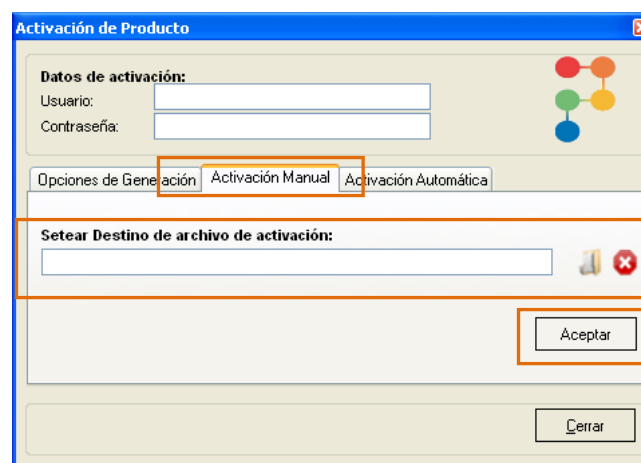 Activación de Producto
Datos de activación:
Usuario:
Contraseña:
Opciones de Generación Activación Manual Activación Automática
Setear Destino de archivo de activación:
Aceptar
Cerrar